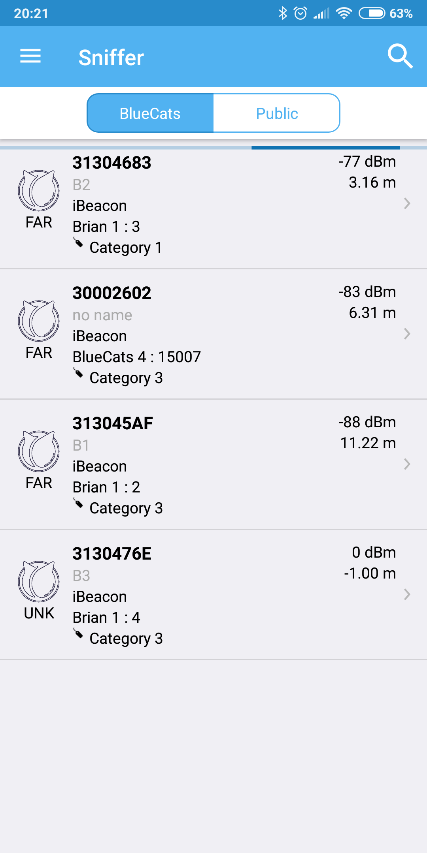 20:21 63%
Sniffer
BlueCats Public
31304683 -77 dBm
B2 3.16 m
iBeacon
FAR Brian 1 : 3
Category 1
30002602 -83 dBm
no name 6.31 m
iBeacon
FAR BlueCats 4 : 15007
Category 3
313045AF -88 dBm
B1 11.22 m
iBeacon
FAR Brian 1 : 2
Category 3
3130476E 0 dBm
B3 -1.00 m
iBeacon
UNK Brian 1 : 4
Category 3